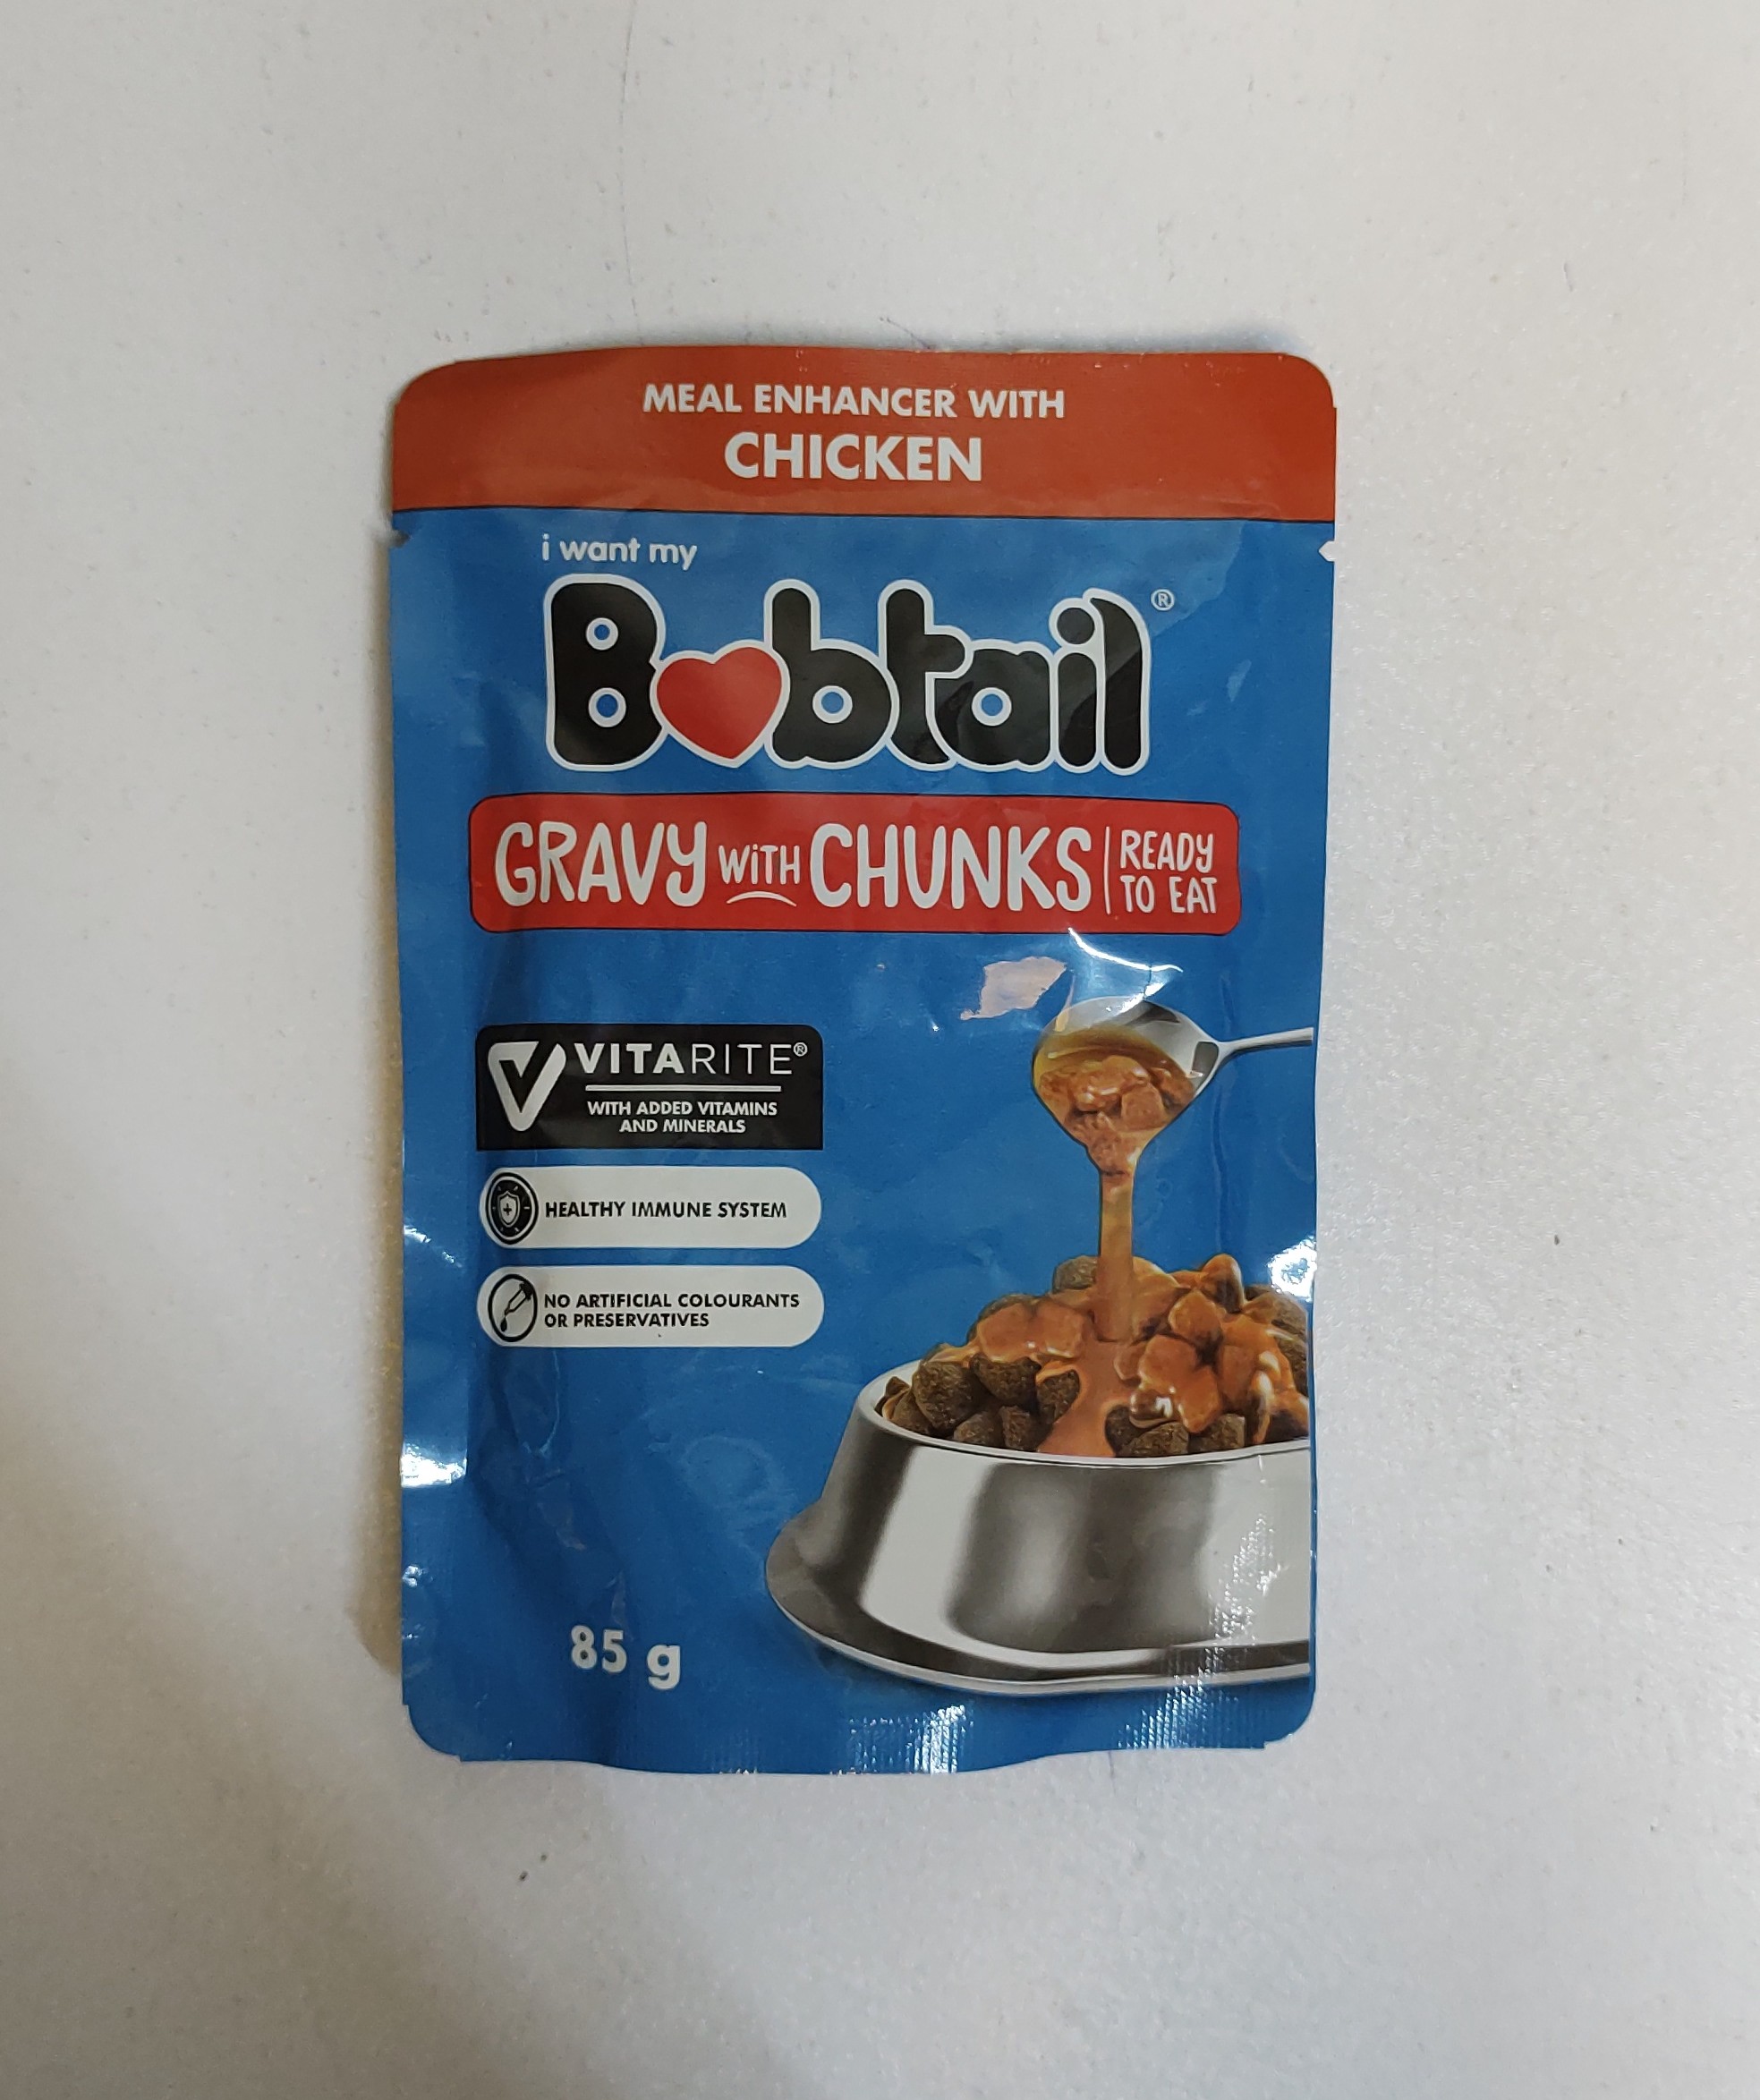 MEAL ENHANCER WITH
CHICKEN
i want my
Bobtail®
GRAVY WiTH CHUNKS
READY
TO EAT
VITARITE®
WITH ADDED VITAMINS
AND MINERALS
HEALTHY IMMUNE SYSTEM
NO ARTIFICIAL COLOURANTS
OR PRESERVATIVES
85 g